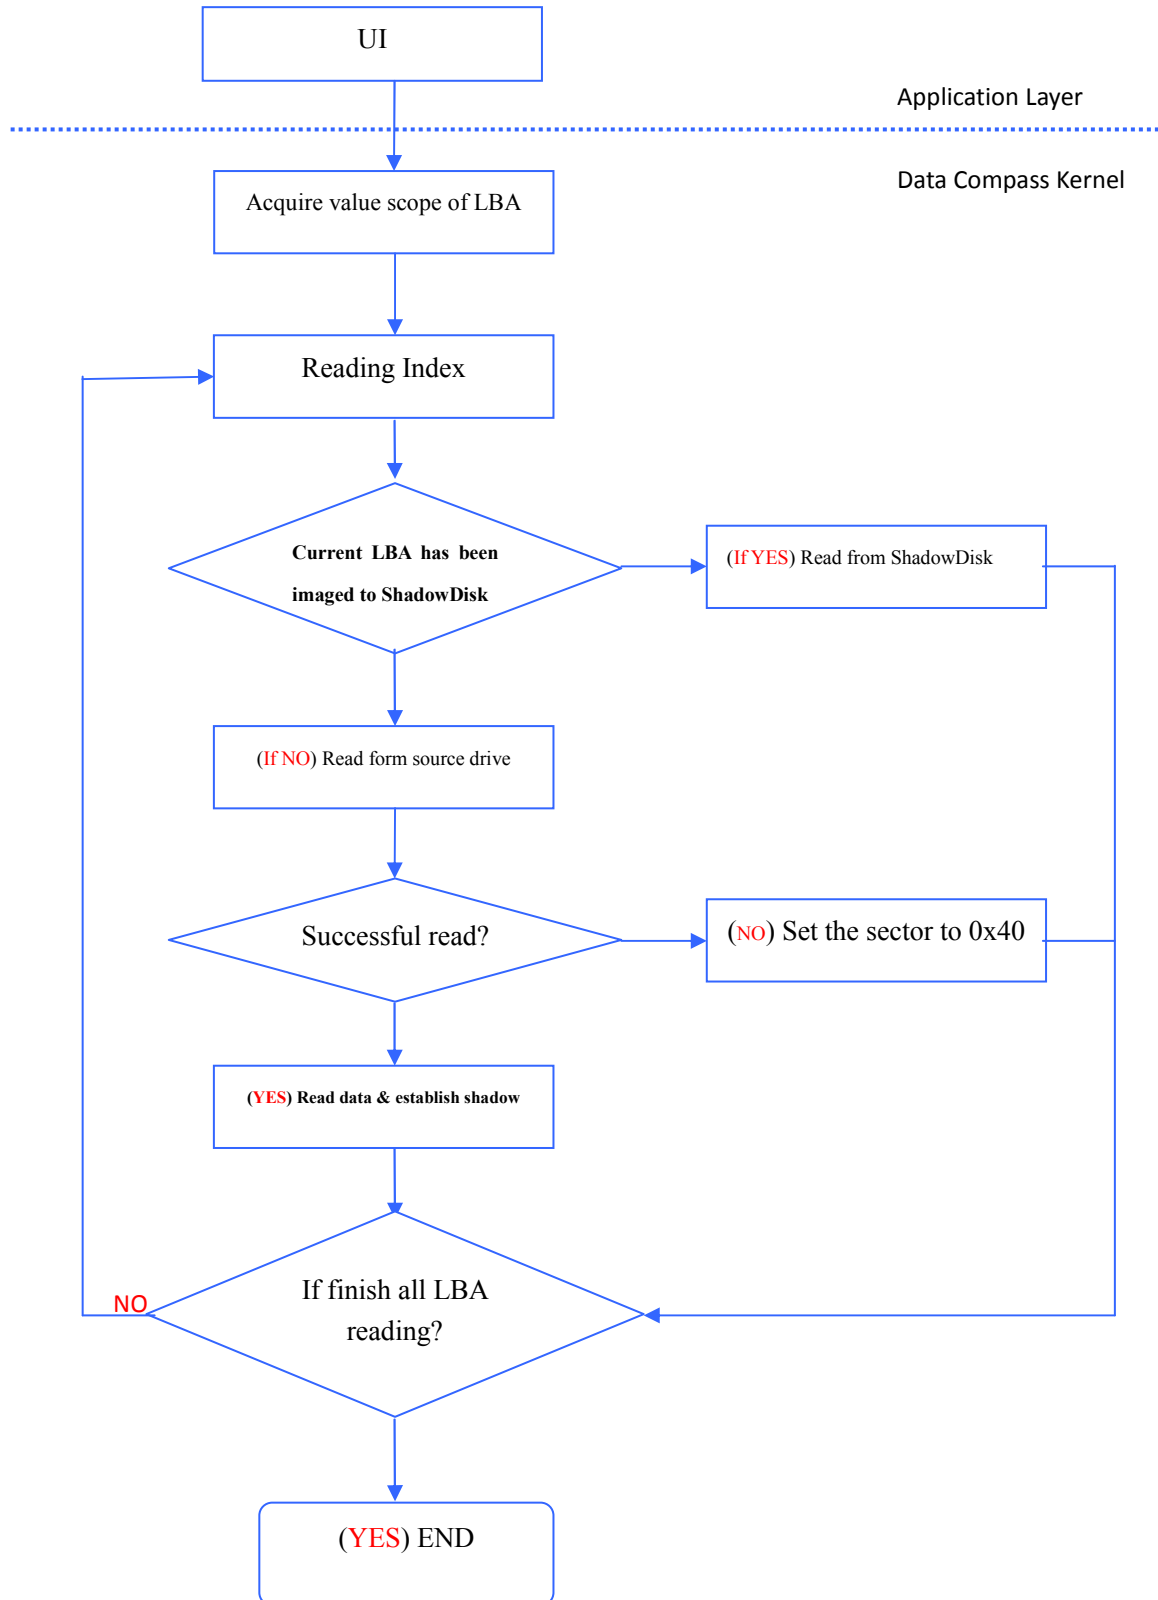 UI
Application Layer
Data Compass Kernel
Acquire value scope of LBA
Reading Index
Current LBA has been
imaged to ShadowDisk
(If YES) Read from ShadowDisk
(If NO) Read form source drive
Successful read?
(NO) Set the sector to 0x40
(YES) Read data & establish shadow
If finish all LBA
reading?
NO
(YES) END